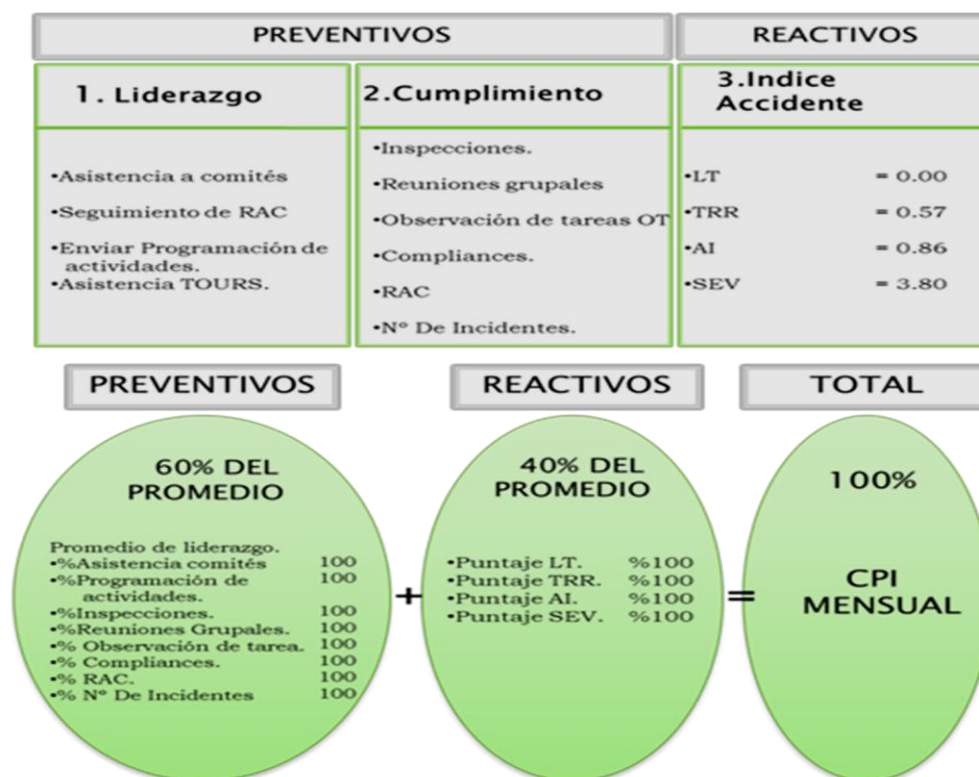 PREVENTIVOS
REACTIVOS
1. Liderazgo
2.Cumplimiento
3.Indice
Accidente
•Asistencia a comités
•Seguimiento de RAC
•Enviar Programación de
actividades.
•Asistencia TOURS.
•Inspecciones.
•Reuniones grupales
•Observación de tareas OT
•Compliances.
•RAC
•N° De Incidentes.
•LT = 0.00
•TRR = 0.57
•AI = 0.86
•SEV = 3.80
PREVENTIVOS
REACTIVOS
TOTAL
60% DEL
PROMEDIO
Promedio de liderazgo.
•%Asistencia comités 100
•%Programación de 100
actividades.
•%Inspecciones. 100
•%Reuniones Grupales. 100
•% Observación de tarea. 100
•% Compliances. 100
•% RAC. 100
•% N° De Incidentes 100
+
40% DEL
PROMEDIO
•Puntaje LT. %100
•Puntaje TRR. %100
•Puntaje AI. %100
•Puntaje SEV. %100
=
100%
CPI
MENSUAL